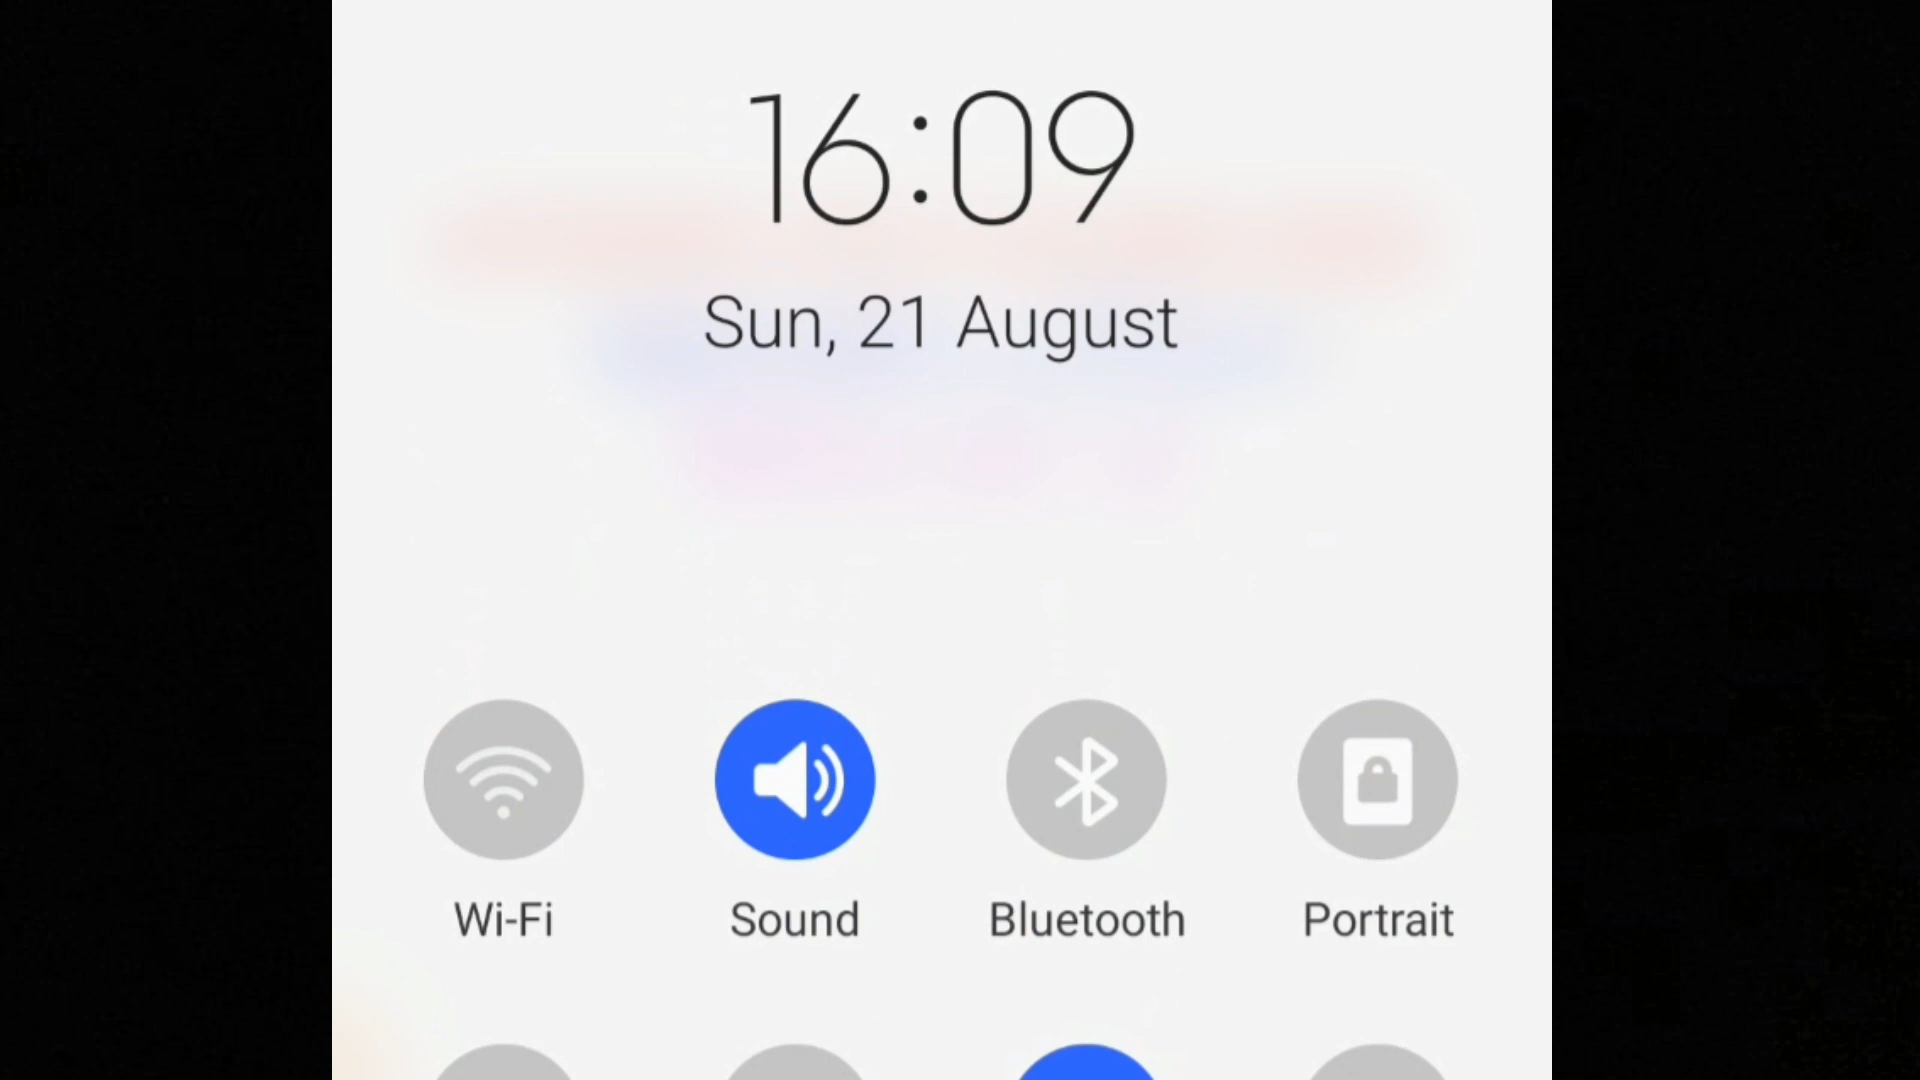 16:09
Sun, 21 August
Wi-Fi
Sound
Bluetooth
Portrait